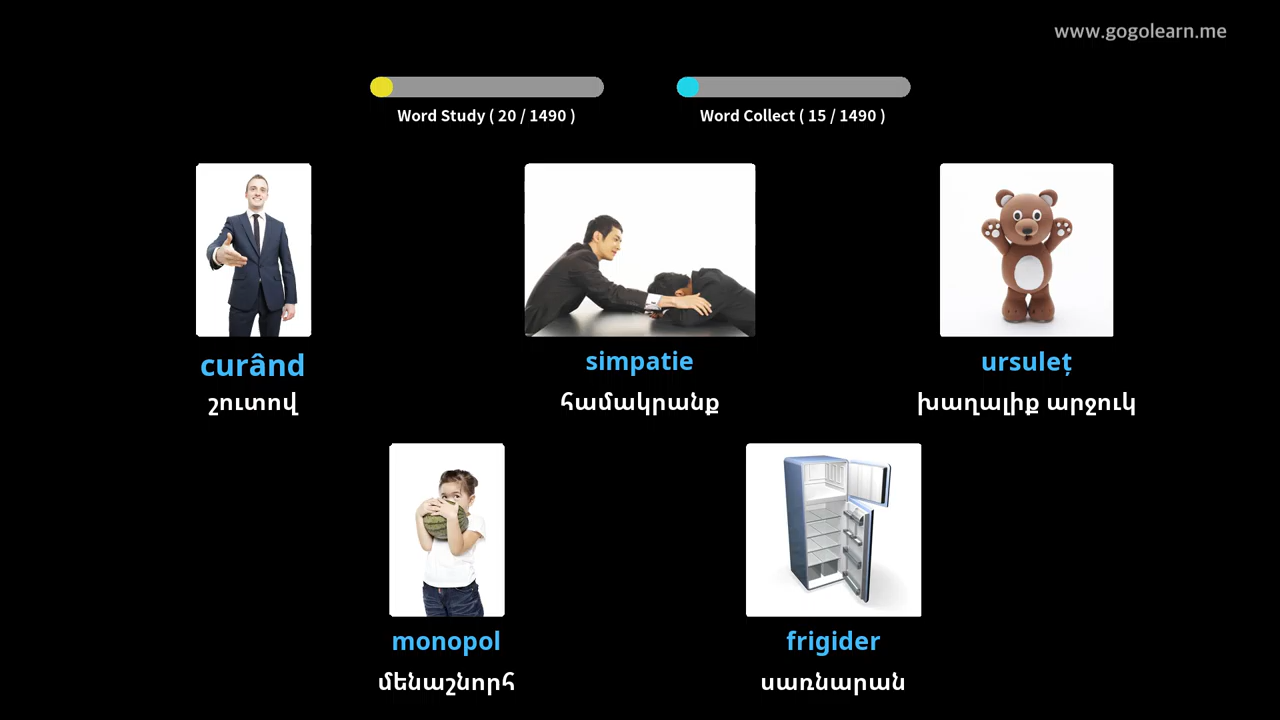 www.gogolearn.me
Word Study ( 20 / 1490 )
Word Collect ( 15 / 1490 )
curând
simpatie
ursuleț
շուտով
համակրանք
խաղալիք արջուկ
monopol
frigider
մենաշնորհ
սառնարան